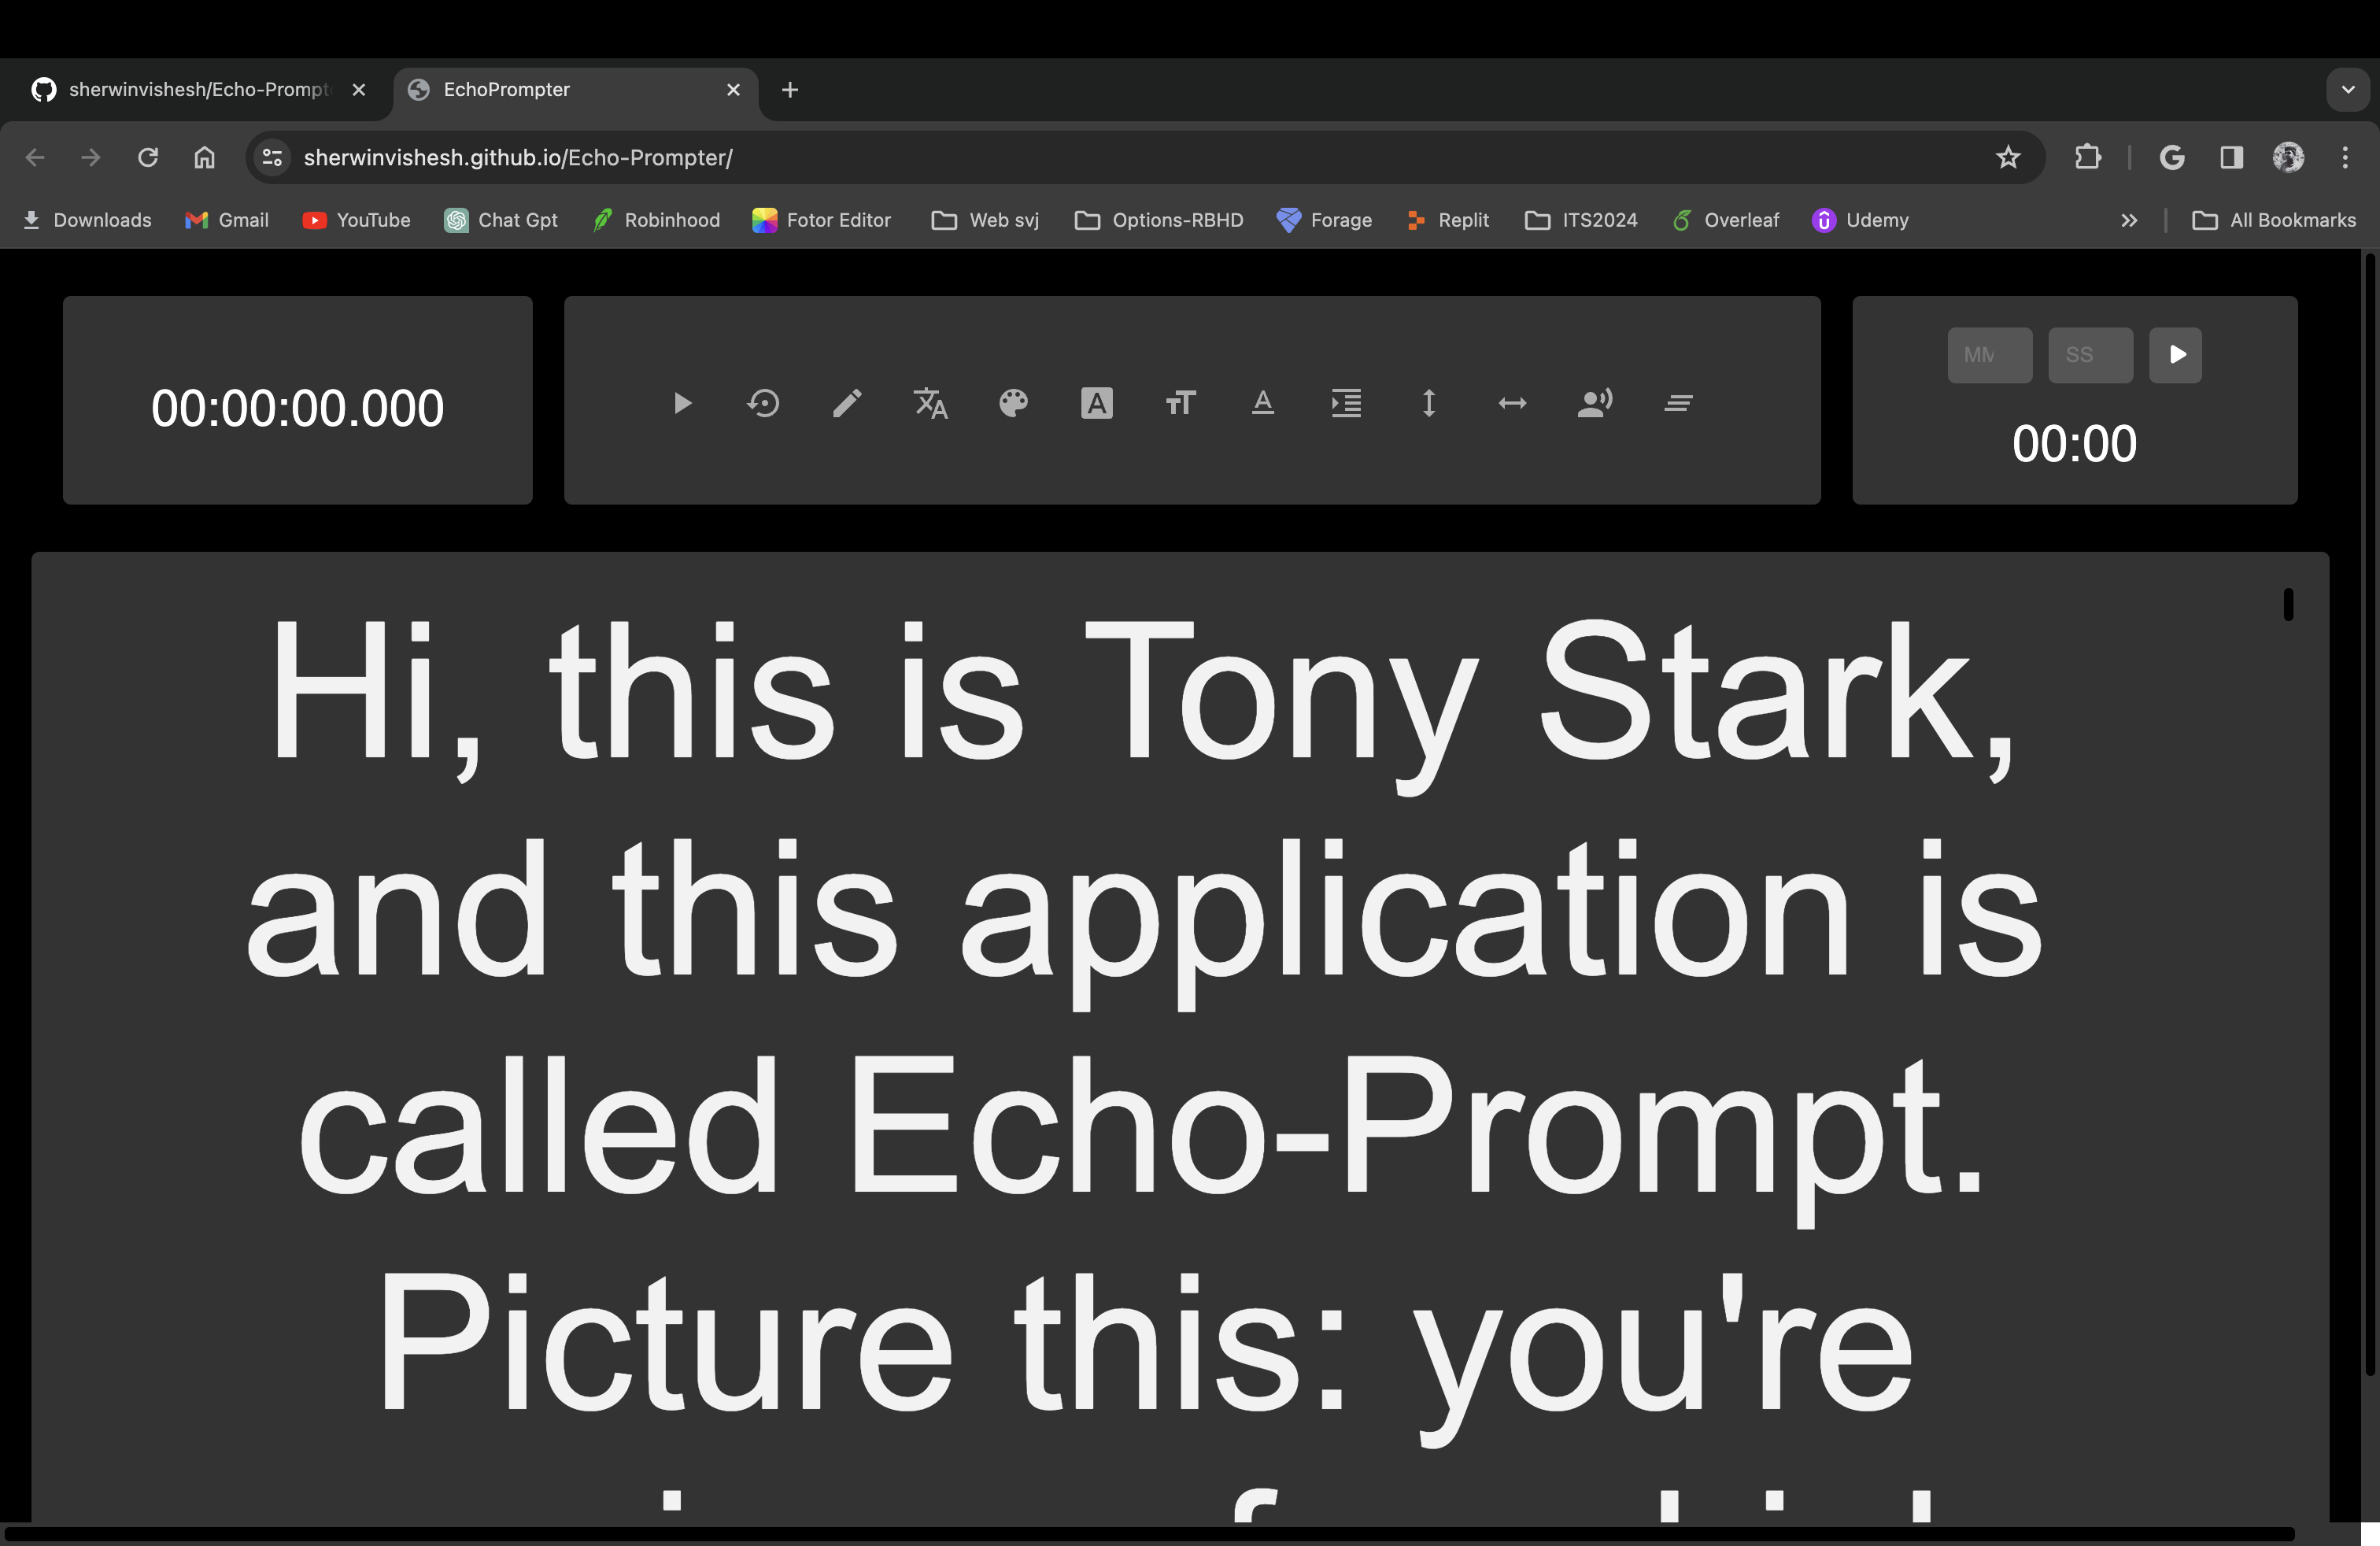 sherwinvishesh/Echo-Prompt
EchoPrompter
sherwinvishesh.github.io/Echo-Prompter/
Downloads Gmail YouTube Chat Gpt Robinhood Fotor Editor Web svj Options-RBHD Forage Replit ITS2024 Overleaf Udemy All Bookmarks
00:00:00.000
MM SS
00:00
Hi, this is Tony Stark,
and this application is
called Echo-Prompt.
Picture this: you're